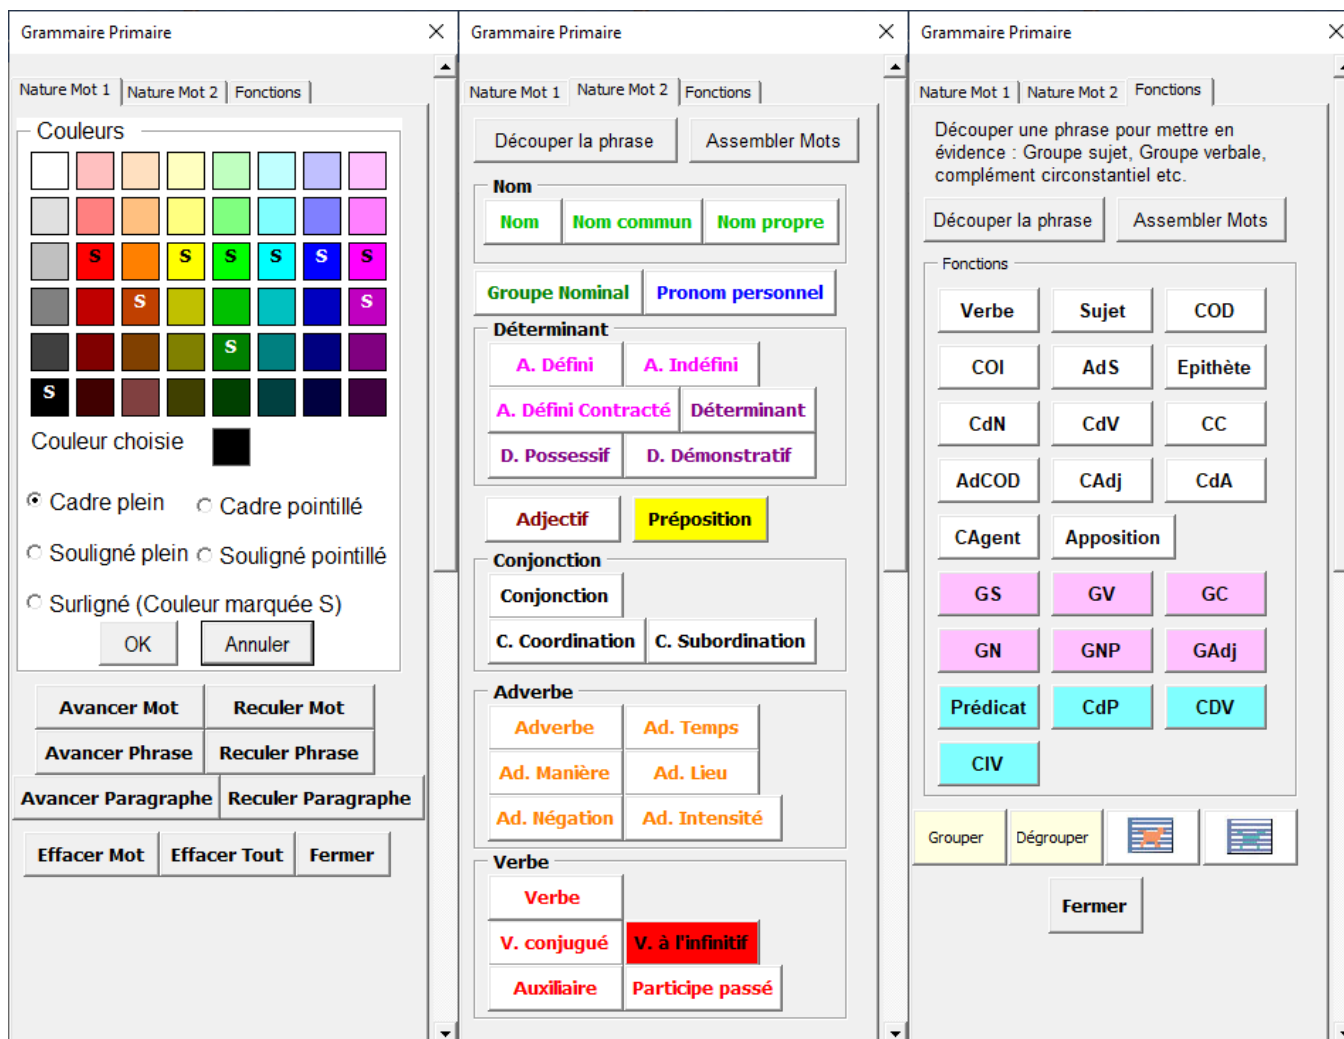 Grammaire Primaire
Nature Mot 1 Nature Mot 2 Fonctions
Couleurs
S S S S S S
S S
S
S
Couleur choisie
Cadre plein Cadre pointillé
Souligné plein Souligné pointillé
Surligné (Couleur marquée S)
OK Annuler
Avancer Mot Reculer Mot
Avancer Phrase Reculer Phrase
Avancer Paragraphe Reculer Paragraphe
Effacer Mot Effacer Tout Fermer
Grammaire Primaire
Nature Mot 1 Nature Mot 2 Fonctions
Découper la phrase Assembler Mots
Nom
Nom Nom commun Nom propre
Groupe Nominal Pronom personnel
Déterminant
A. Défini A. Indéfini
A. Défini Contracté Déterminant
D. Possessif D. Démonstratif
Adjectif Préposition
Conjonction
Conjonction
C. Coordination C. Subordination
Adverbe
Adverbe Ad. Temps
Ad. Manière Ad. Lieu
Ad. Négation Ad. Intensité
Verbe
Verbe
V. conjugué V. à l'infinitif
Auxiliaire Participe passé
Grammaire Primaire
Nature Mot 1 Nature Mot 2 Fonctions
Découper une phrase pour mettre en
évidence : Groupe sujet, Groupe verbale,
complément circonstantiel etc.
Découper la phrase Assembler Mots
Fonctions
Verbe Sujet COD
COI AdS Epithète
CdN CdV CC
AdCOD CAdj CdA
CAgent Apposition
GS GV GC
GN GNP GAdj
Prédicat CdP CDV
CIV
Grouper Dégrouper
Fermer